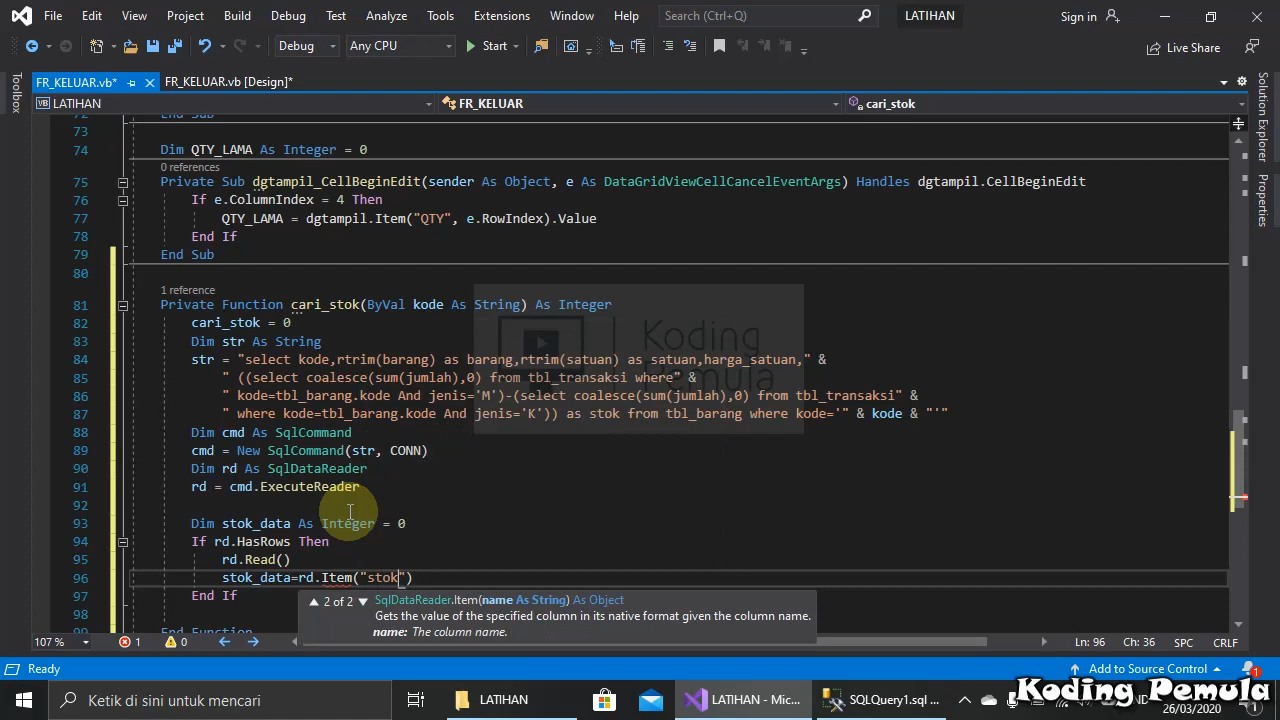 File Edit View Project Build Debug Test Analyze Tools Extensions Window Help Search (Ctrl+Q) LATIHAN Sign in
Debug Any CPU Start Live Share
FR_KELUAR.vb* FR_KELUAR.vb [Design]*
Toolbox
LATIHAN FR_KELUAR cari_stok
Solution Explorer
Properties
72 End Sub
73
74 Dim QTY_LAMA As Integer = 0
0 references
75 Private Sub dgtampil_CellBeginEdit(sender As Object, e As DataGridViewCellCancelEventArgs) Handles dgtampil.CellBeginEdit
76 If e.ColumnIndex = 4 Then
77 QTY_LAMA = dgtampil.Item("QTY", e.RowIndex).Value
78 End If
79 End Sub
80
1 reference
81 Private Function cari_stok(ByVal kode As String) As Integer
82 cari_stok = 0
83 Dim str As String
84 str = "select kode,rtrim(barang) as barang,rtrim(satuan) as satuan,harga_satuan," &
85 " ((select coalesce(sum(jumlah),0) from tbl_transaksi where" &
86 " kode=tbl_barang.kode And jenis='M')-(select coalesce(sum(jumlah),0) from tbl_transaksi" &
87 " where kode=tbl_barang.kode And jenis='K')) as stok from tbl_barang where kode='" & kode & "'"
88 Dim cmd As SqlCommand
89 cmd = New SqlCommand(str, CONN)
90 Dim rd As SqlDataReader
91 rd = cmd.ExecuteReader
92
93 Dim stok_data As Integer = 0
94 If rd.HasRows Then
95 rd.Read()
96 stok_data=rd.Item("stok")
97 End If
98
99 End Function
Koding
Pemula
2 of 2 SqlDataReader.Item(name As String) As Object
Gets the value of the specified column in its native format given the column name.
name: The column name.
107 % 1 0 Ln: 96 Ch: 36 SPC CRLF
Ready Add to Source Control 1
Ketik di sini untuk mencari LATIHAN LATIHAN - Mic... SQLQuery1.sql ...
26/03/2020
Koding Pemula